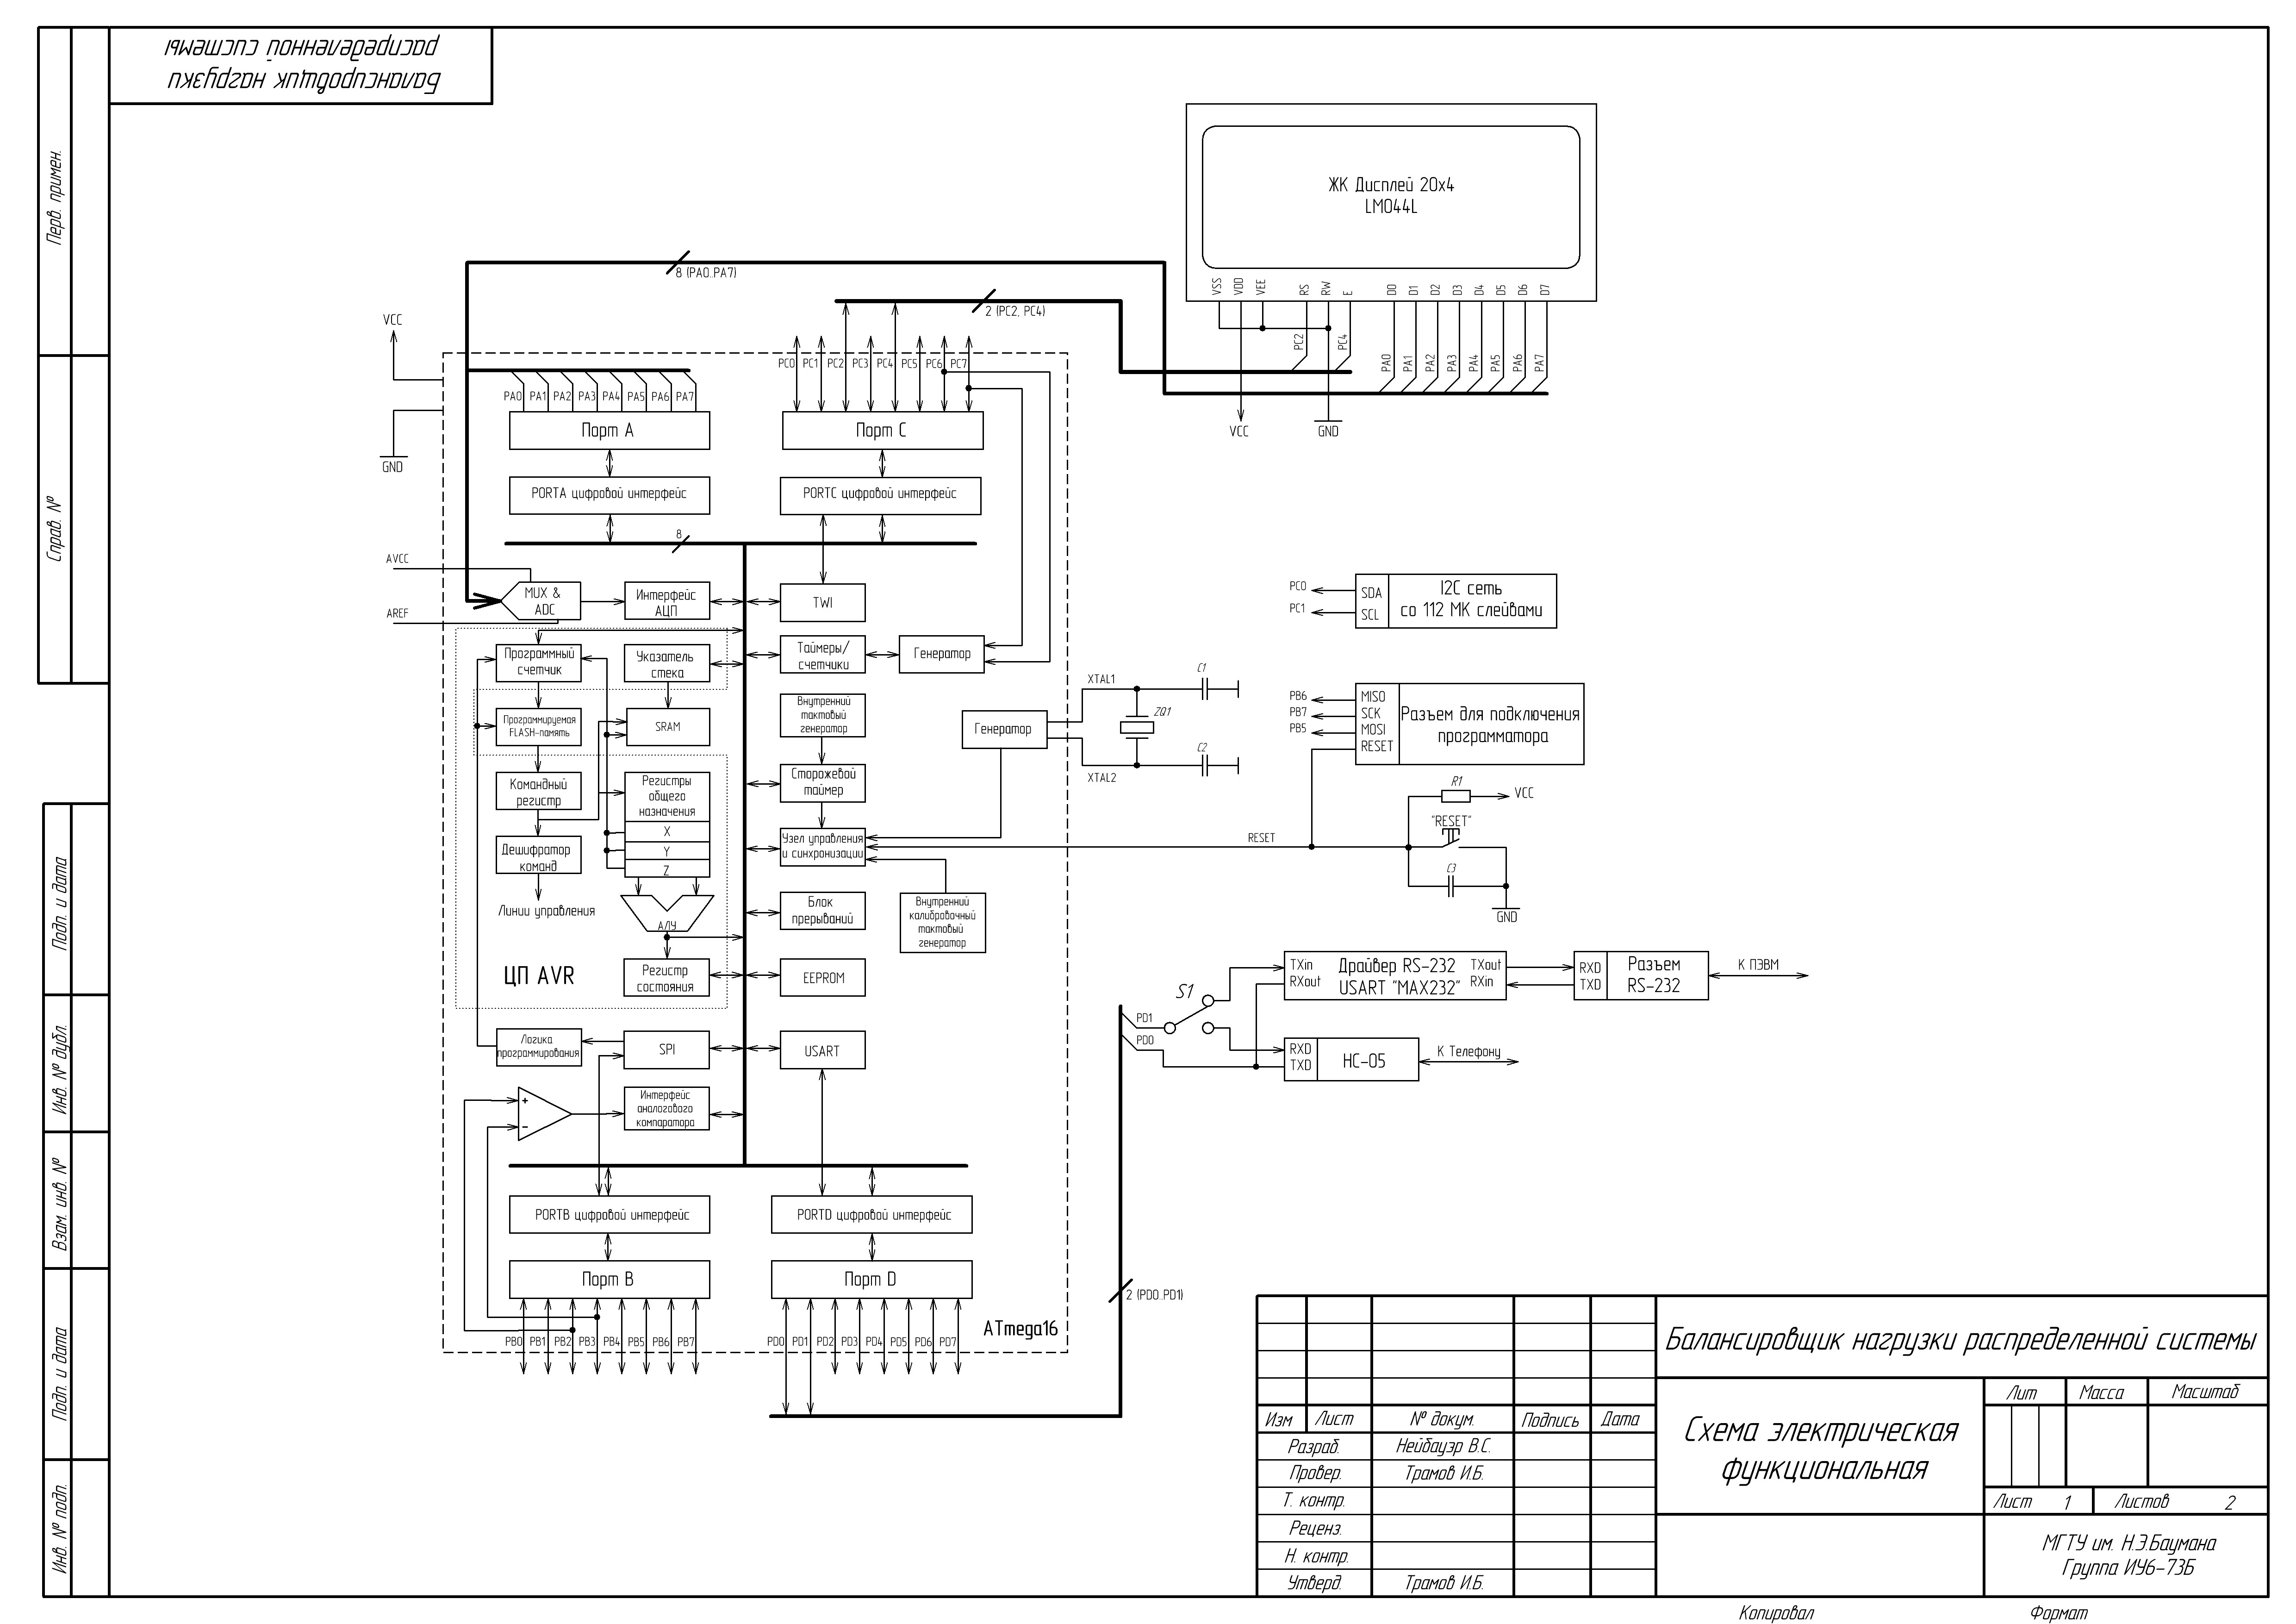 Балансировщик нагрузки
распределенной системы
Перв. примен.
Справ. №
Подп. и дата
Инв. № дубл.
Взам. инв. №
Подп. и дата
Инв. № подп.
ЖК Дисплей 20x4
LM044L
VSS VDD VEE RS RW E D0 D1 D2 D3 D4 D5 D6 D7
PC2 PC4 PA0 PA1 PA2 PA3 PA4 PA5 PA6 PA7
VCC GND
8 (PA0..PA7)
2 (PC2, PC4)
VCC
GND
PC0 PC1 PC2 PC3 PC4 PC5 PC6 PC7
PA0 PA1 PA2 PA3 PA4 PA5 PA6 PA7
Порт A
Порт C
PORTA цифровой интерфейс
PORTC цифровой интерфейс
8
AVCC
AREF
MUX &
ADC
Интерфейс
АЦП
TWI
Программный
счетчик
Указатель
стека
Таймеры/
счетчики
Генератор
Программируемая
FLASH-память
SRAM
Внутренний
тактовый
генератор
Генератор
XTAL1
XTAL2
ZQ1
C1
C2
Командный
регистр
Регистры
общего
назначения
X
Y
Z
Сторожевой
таймер
Дешифратор
команд
Линии управления
Узел управления
и синхронизации
АЛУ
Блок
прерываний
Внутренний
калибровочный
тактовый
генератор
ЦП AVR
Регистр
состояния
EEPROM
Логика
программирования
SPI
USART
+
−
Интерфейс
аналогового
компаратора
PORTB цифровой интерфейс
PORTD цифровой интерфейс
Порт B
Порт D
PB0 PB1 PB2 PB3 PB4 PB5 PB6 PB7
PD0 PD1 PD2 PD3 PD4 PD5 PD6 PD7
ATmega16
PC0
PC1
SDA
SCL
I2C сеть
со 112 МК слейвами
PB6
PB7
PB5
MISO
SCK
MOSI
RESET
Разъем для подключения
программатора
R1
VCC
"RESET"
RESET
C3
GND
TXin
RXout
Драйвер RS-232
USART "MAX232"
TXout
RXin
RXD
TXD
Разъем
RS-232
К ПЭВМ
S1
PD1
PD0
RXD
TXD
HC-05
К Телефону
2 (PD0..PD1)
Балансировщик нагрузки распределенной системы
Схема электрическая
функциональная
Лит Масса Масштаб
Изм Лист № докум. Подпись Дата
Разраб. Нейбауэр В.С.
Провер. Трамов И.Б.
Т. контр.
Реценз.
Н. контр.
Утверд. Трамов И.Б.
Лист 1 Листов 2
МГТУ им. Н.Э.Баумана
Группа ИУ6-73Б
Копировал Формат